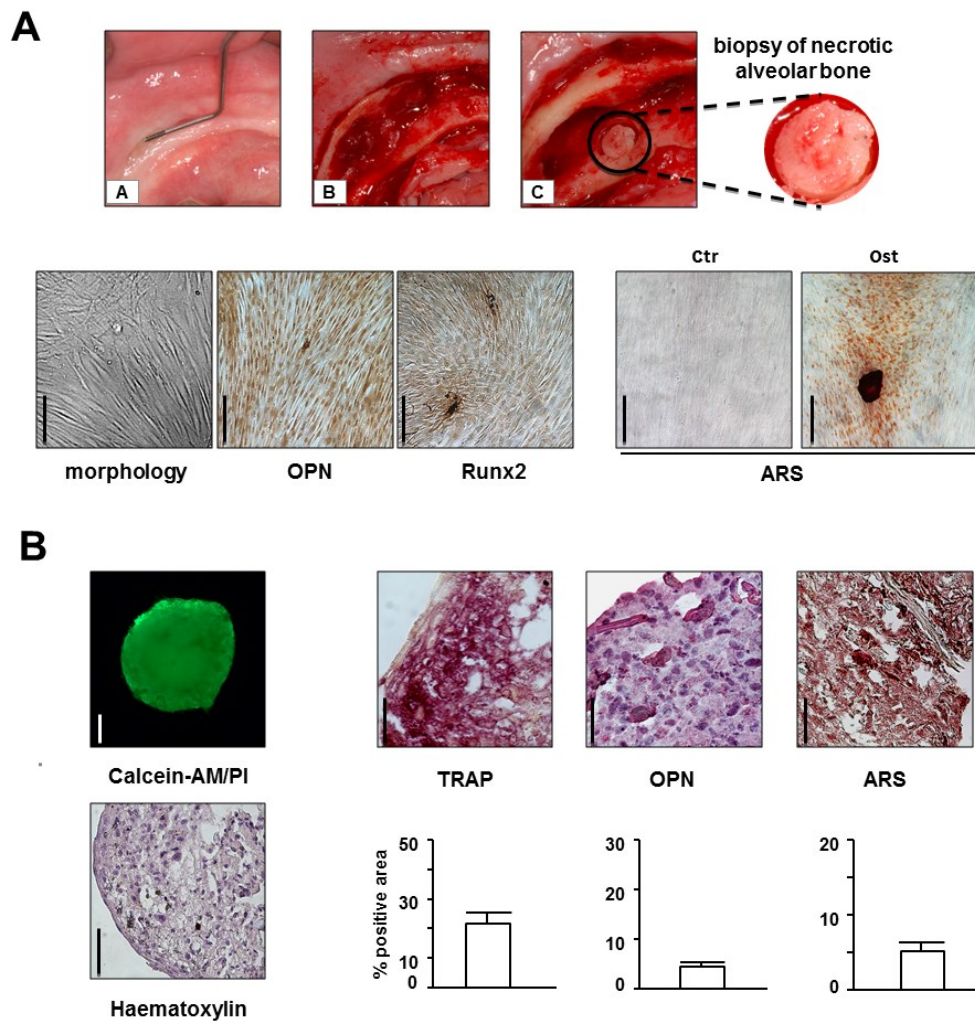 A
biopsy of necrotic
alveolar bone
A
B
C
Ctr
Ost
morphology
OPN
Runx2
ARS
B
Calcein-AM/PI
TRAP
OPN
ARS
Haematoxylin
% positive area
50
30
10
0
30
20
10
0
20
10
5
0